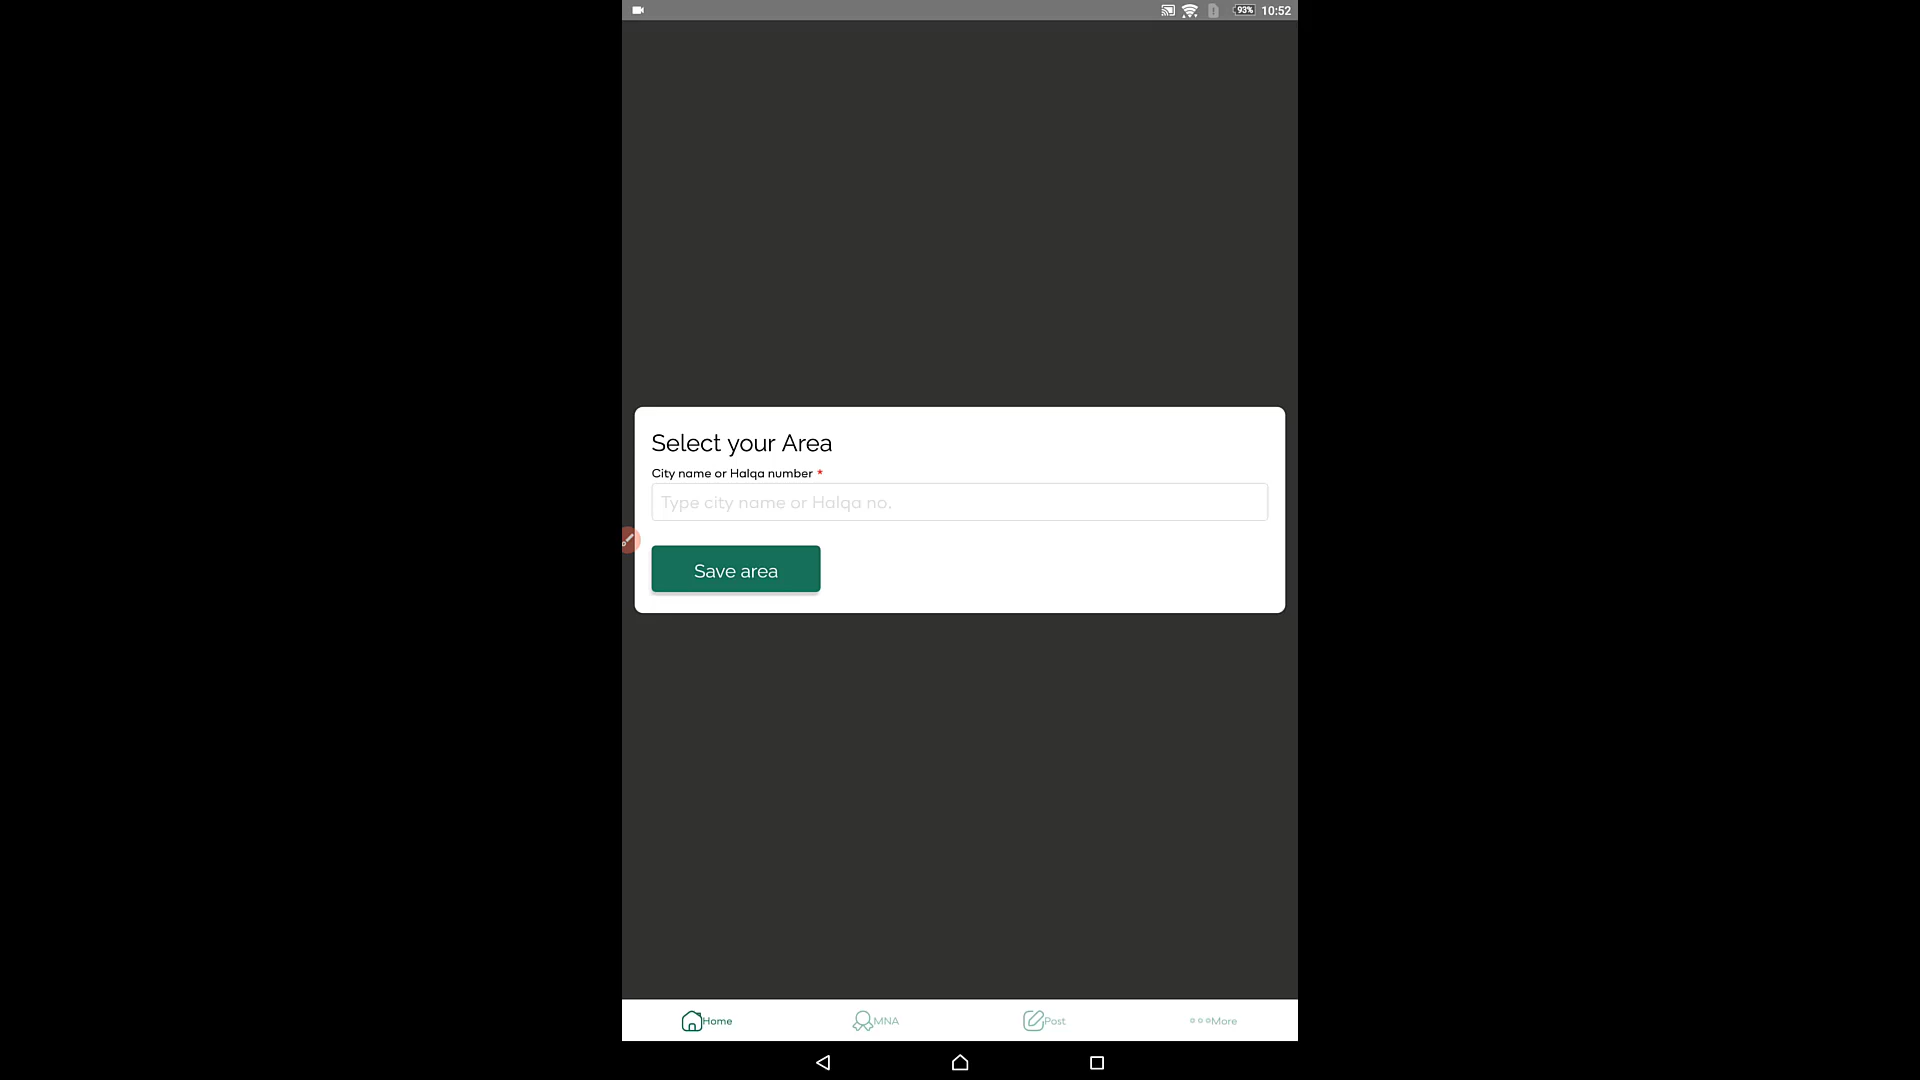 93% 10:52
Select your Area
City name or Halqa number *
Type city name or Halqa no.
Save area
Home MNA Post More